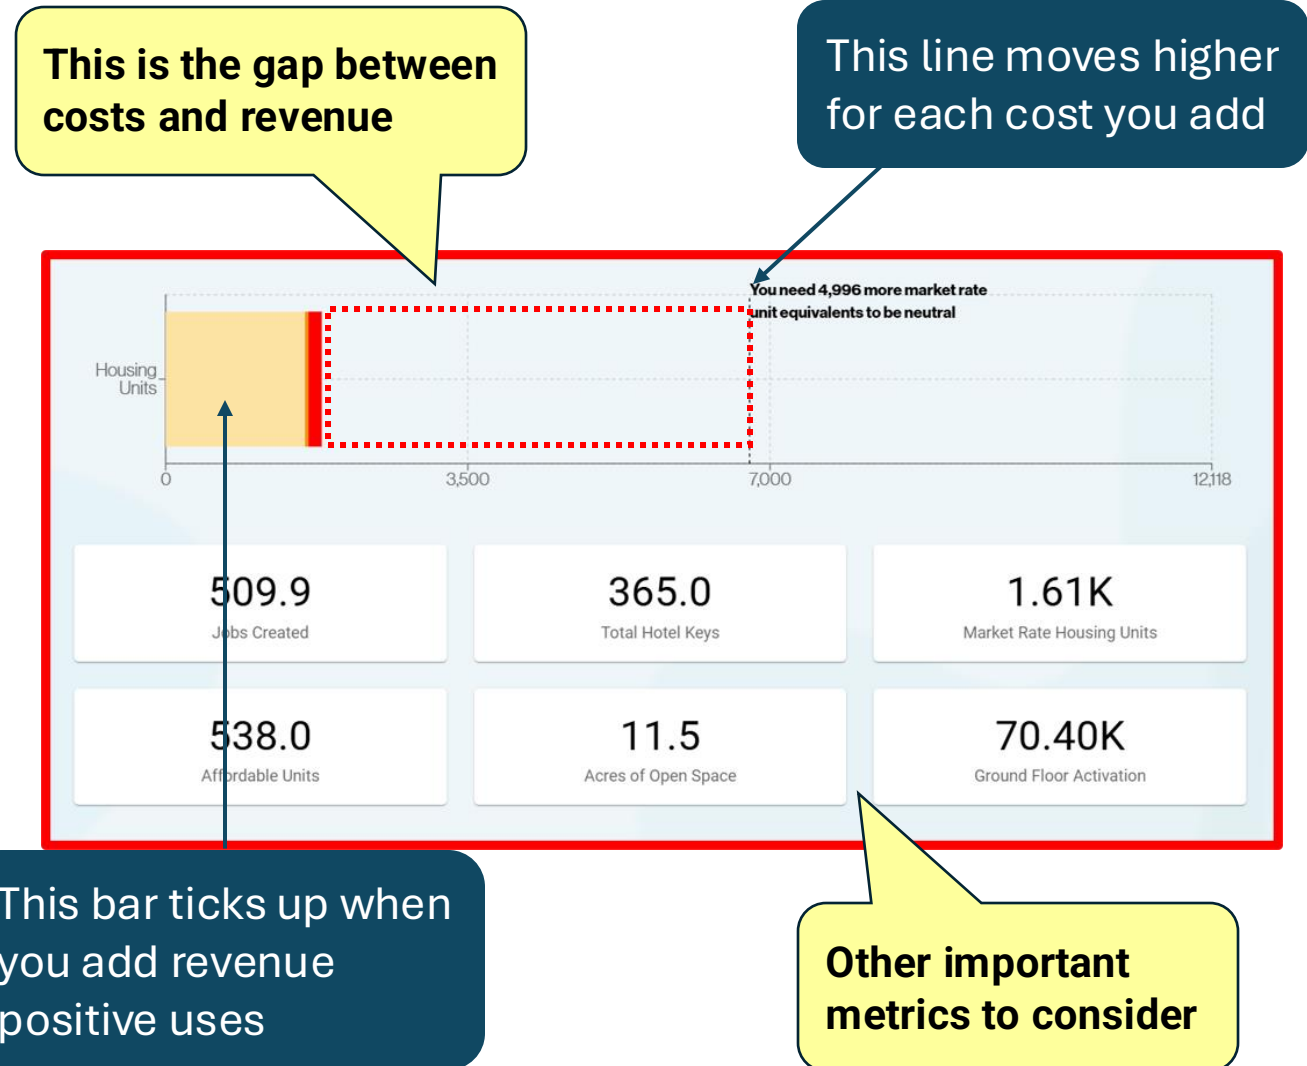 This is the gap between
costs and revenue
This line moves higher
for each cost you add
You need 4,996 more market rate
unit equivalents to be neutral
Housing
Units
0
3,500
7,000
12,118
509.9
Jobs Created
365.0
Total Hotel Keys
1.61K
Market Rate Housing Units
538.0
Affordable Units
11.5
Acres of Open Space
70.40K
Ground Floor Activation
This bar ticks up when
you add revenue
positive uses
Other important
metrics to consider